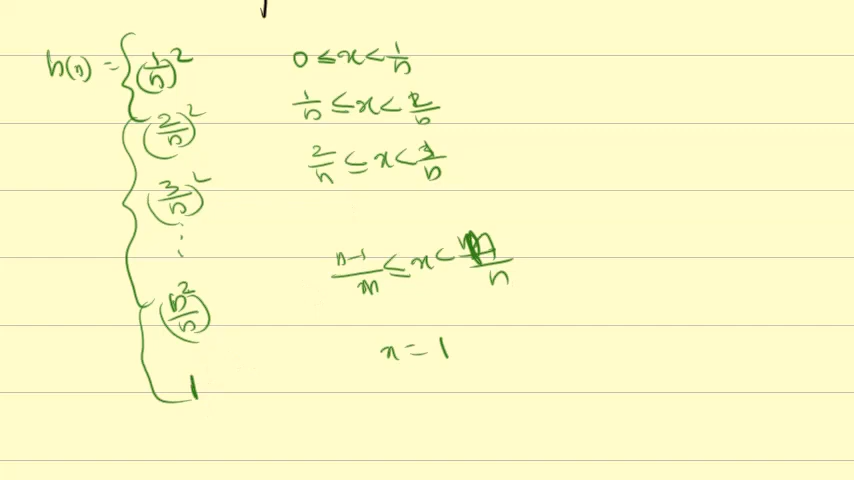 h(n) = { (1/n)^2   0 ≤ x < 1/n
(2/n)^2   1/n ≤ x < 2/n
(3/n)^2   2/n ≤ x < 3/n
⋮
(n^2/n)   n-1/n ≤ x < n/n
1   x = 1